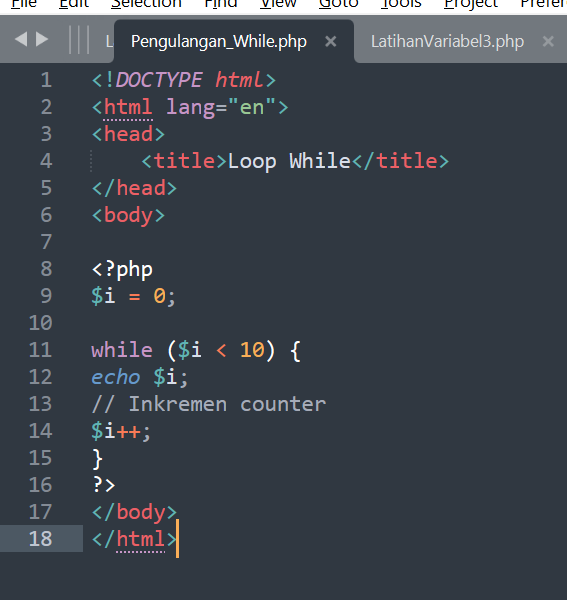 File Edit Selection Find View Goto Tools Project
Pengulangan_While.php × LatihanVariabel3.php ×
1 <!DOCTYPE html>
2 <html lang="en">
3 <head>
4 <title>Loop While</title>
5 </head>
6 <body>
7
8 <?php
9 $i = 0;
10
11 while ($i < 10) {
12 echo $i;
13 // Inkremen counter
14 $i++;
15 }
16 ?>
17 </body>
18 </html>